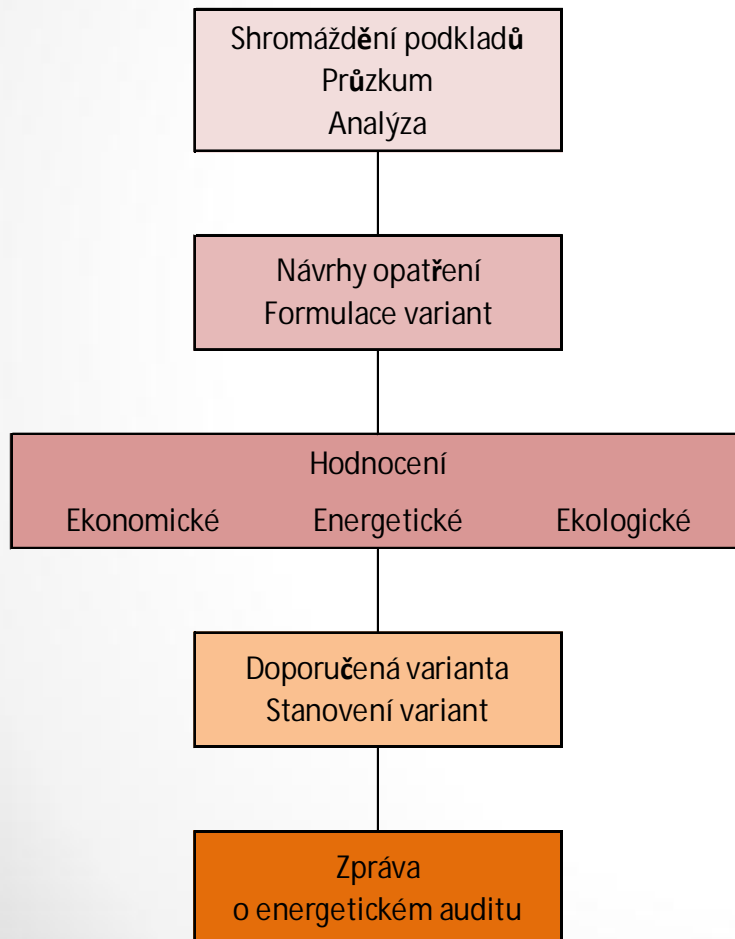 Shromáždění podkladů
Průzkum
Analýza
Návrhy opatření
Formulace variant
Hodnocení
Ekonomické Energetické Ekologické
Doporučená varianta
Stanovení variant
Zpráva
o energetickém auditu